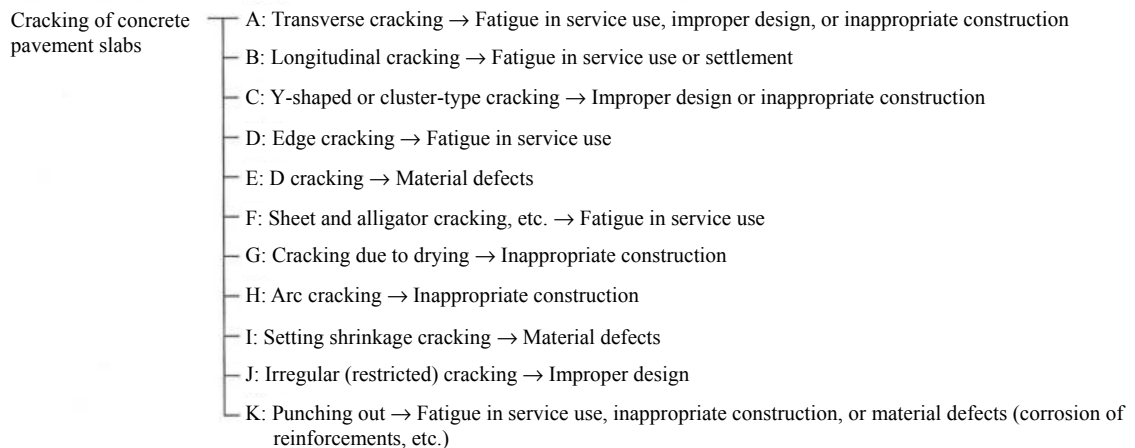 Cracking of concrete
pavement slabs
A: Transverse cracking → Fatigue in service use, improper design, or inappropriate construction
B: Longitudinal cracking → Fatigue in service use or settlement
C: Y-shaped or cluster-type cracking → Improper design or inappropriate construction
D: Edge cracking → Fatigue in service use
E: D cracking → Material defects
F: Sheet and alligator cracking, etc. → Fatigue in service use
G: Cracking due to drying → Inappropriate construction
H: Arc cracking → Inappropriate construction
I: Setting shrinkage cracking → Material defects
J: Irregular (restricted) cracking → Improper design
K: Punching out → Fatigue in service use, inappropriate construction, or material defects (corrosion of
reinforcements, etc.)